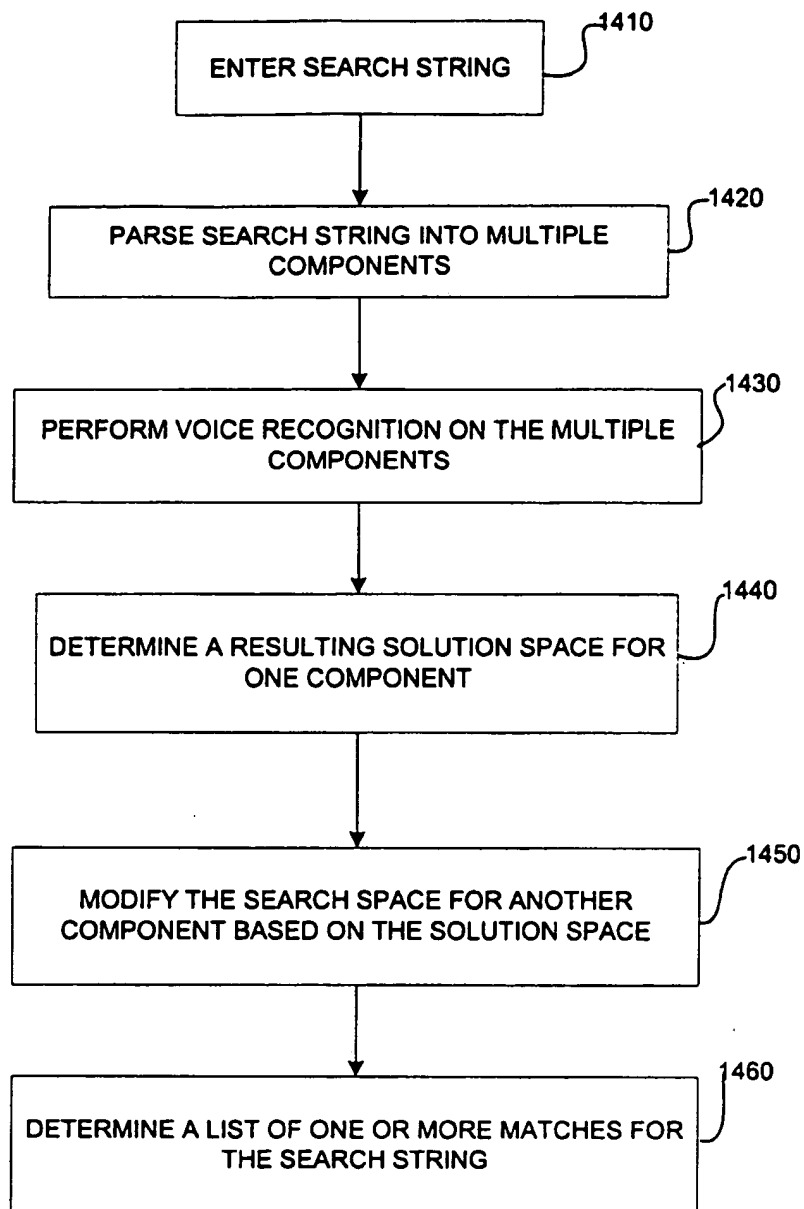 1410
ENTER SEARCH STRING
1420
PARSE SEARCH STRING INTO MULTIPLE
COMPONENTS
1430
PERFORM VOICE RECOGNITION ON THE MULTIPLE
COMPONENTS
1440
DETERMINE A RESULTING SOLUTION SPACE FOR
ONE COMPONENT
1450
MODIFY THE SEARCH SPACE FOR ANOTHER
COMPONENT BASED ON THE SOLUTION SPACE
1460
DETERMINE A LIST OF ONE OR MORE MATCHES FOR
THE SEARCH STRING